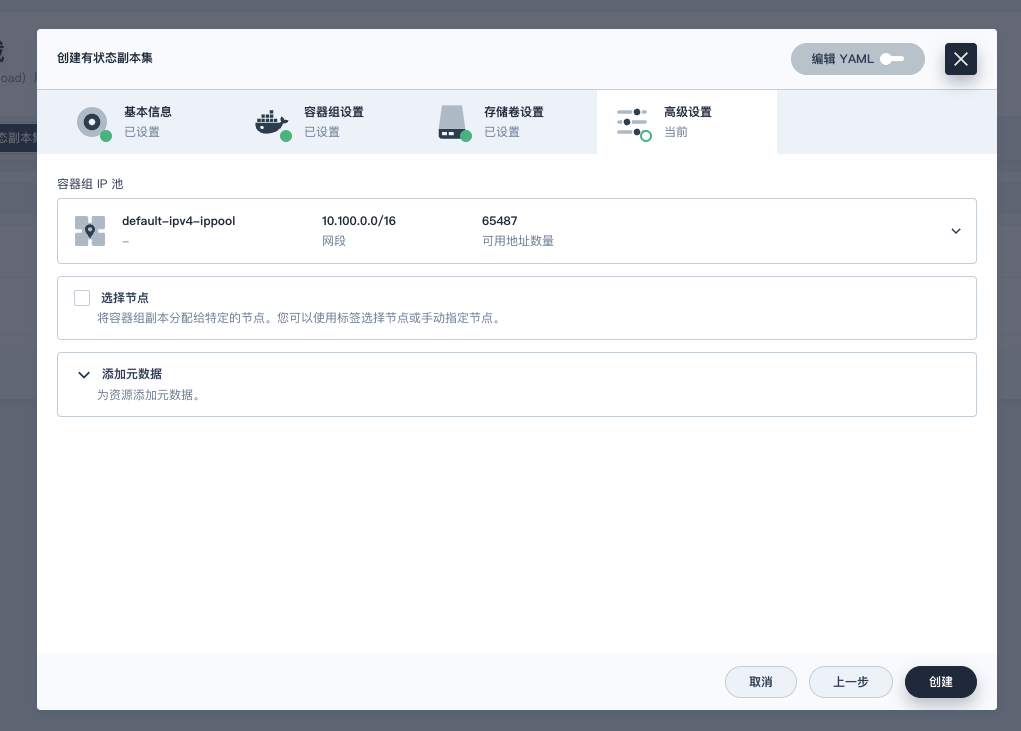 创建有状态副本集
编辑 YAML
基本信息
已设置
容器组设置
已设置
存储卷设置
已设置
高级设置
当前
容器组 IP 池
default-ipv4-ippool
10.100.0.0/16
65487
–
网段
可用地址数量
选择节点
将容器组副本分配给特定的节点。您可以使用标签选择节点或手动指定节点。
添加元数据
为资源添加元数据。
取消
上一步
创建